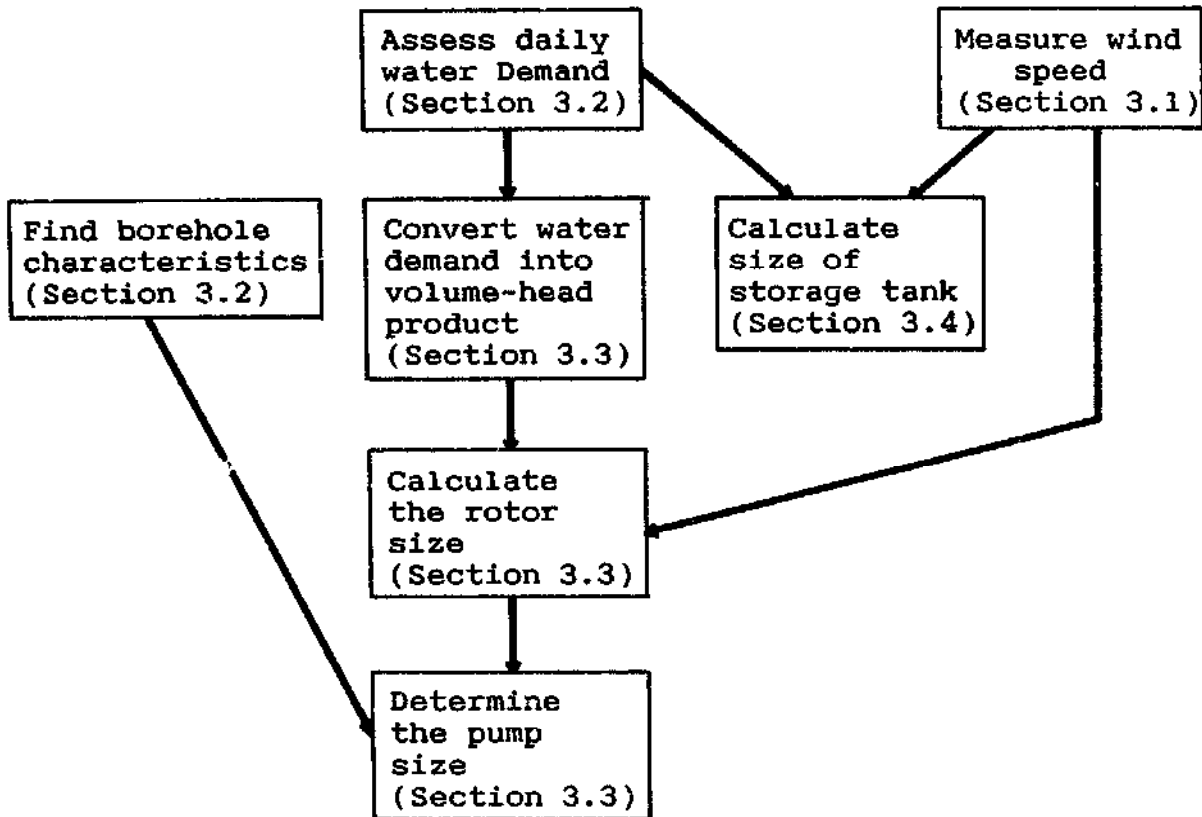 Assess daily
water Demand
(Section 3.2)
Measure wind
speed
(Section 3.1)
Find borehole
characteristics
(Section 3.2)
Convert water
demand into
volume-head
product
(Section 3.3)
Calculate
size of
storage tank
(Section 3.4)
Calculate
the rotor
size
(Section 3.3)
Determine
the pump
size
(Section 3.3)